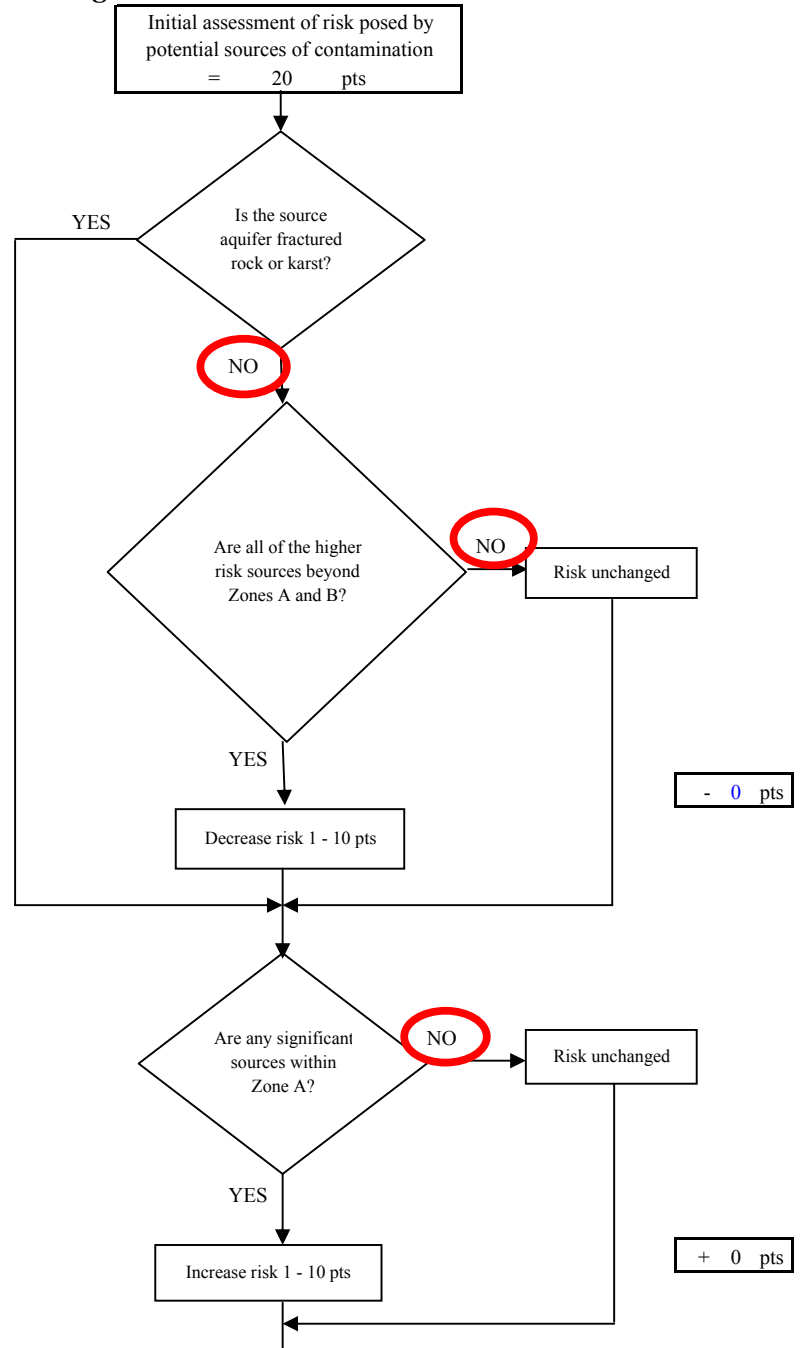 Initial assessment of risk posed by
potential sources of contamination
= 20 pts
YES
Is the source
aquifer fractured
rock or karst?
NO
Are all of the higher
risk sources beyond
Zones A and B?
NO
Risk unchanged
YES
- 0 pts
Decrease risk 1 - 10 pts
Are any significant
sources within
Zone A?
NO
Risk unchanged
YES
+ 0 pts
Increase risk 1 - 10 pts